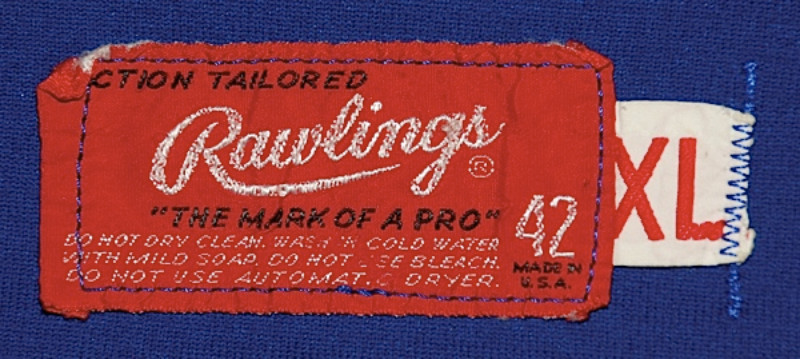 CTION TAILORED
Rawlings®
"THE MARK OF A PRO"
42
DO NOT DRY CLEAN. WASH IN COLD WATER
WITH MILD SOAP. DO NOT USE BLEACH.
DO NOT USE AUTOMATIC DRYER.
MADE IN
U.S.A.
XL